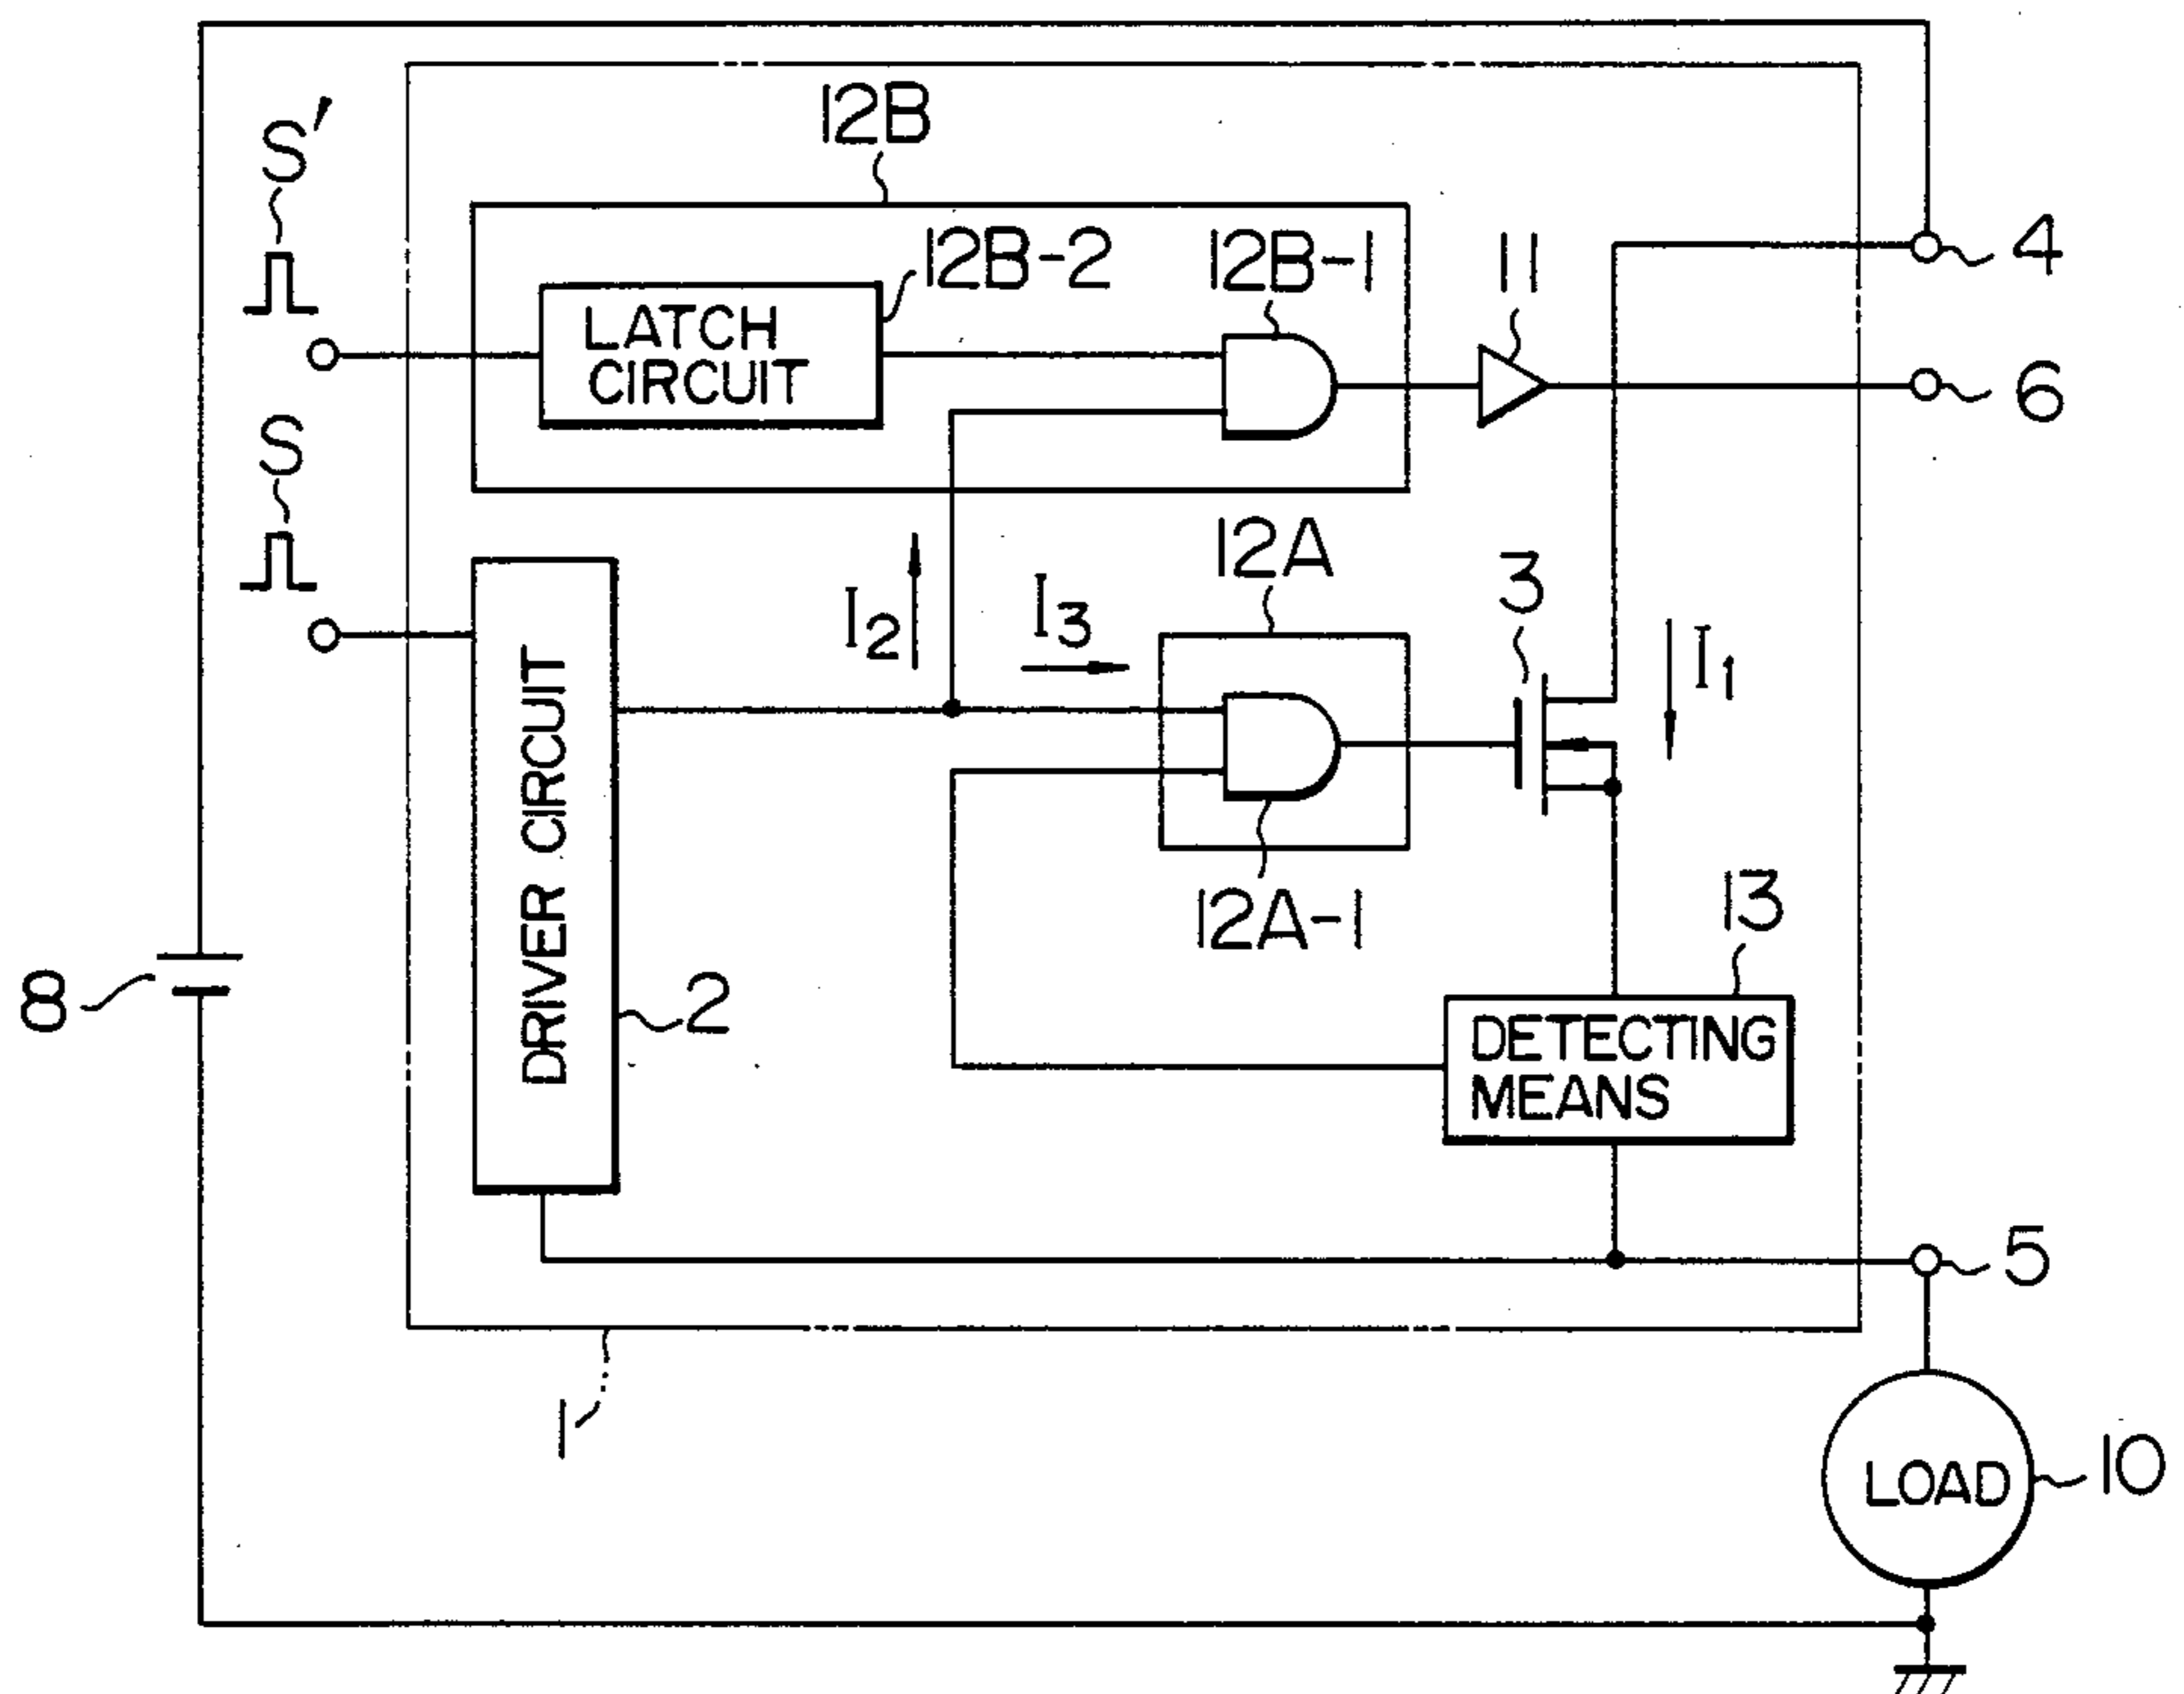 12B
S'
12B-2
12B-1
11
4
LATCH
CIRCUIT
6
S
12A
3
I2
I3
I1
DRIVER CIRCUIT
12A-1
13
8
2
DETECTING
MEANS
5
1
LOAD
10